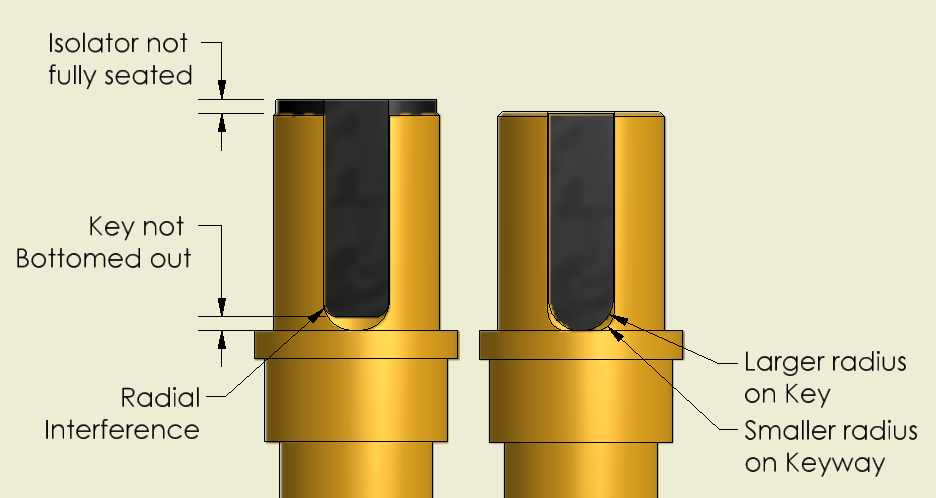 Isolator not
fully seated
Key not
Bottomed out
Radial
Interference
Larger radius
on Key
Smaller radius
on Keyway